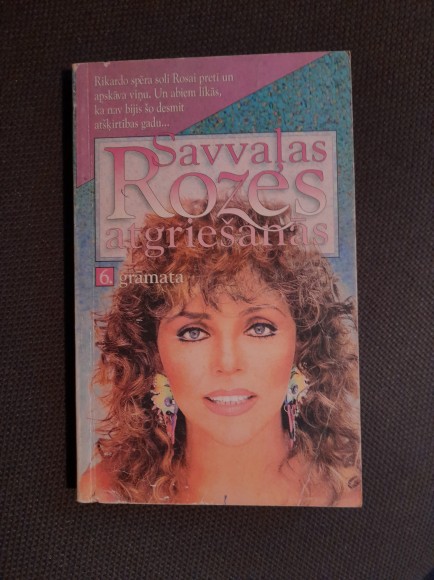 Rikardo spēra soli Rosai pretī un
apskāva viņu. Un abiem likās,
ka nav bijis šo desmit
atšķirtības gadu...
Savvaļas
Rozes
atgriešanās
6. grāmata